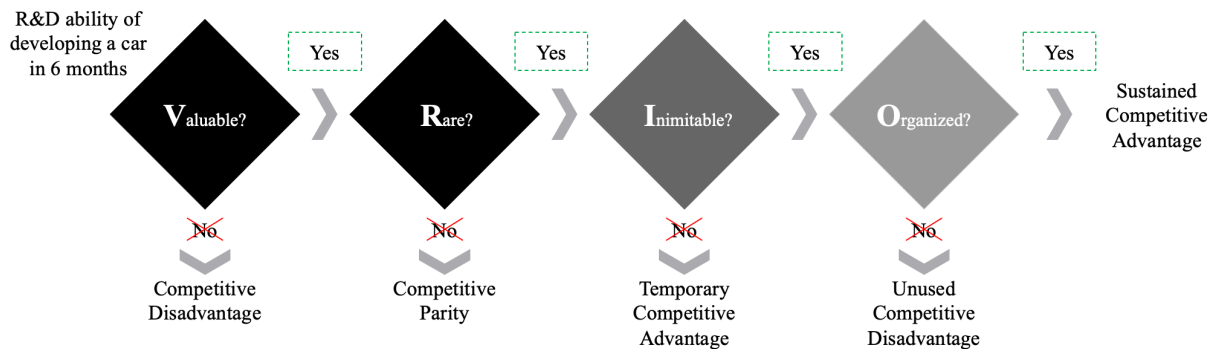 R&D ability of
developing a car
in 6 months
Valuable?
Yes
Rare?
Yes
Inimitable?
Yes
Organized?
Yes
Sustained
Competitive
Advantage
No
Competitive
Disadvantage
No
Competitive
Parity
No
Temporary
Competitive
Advantage
No
Unused
Competitive
Disadvantage